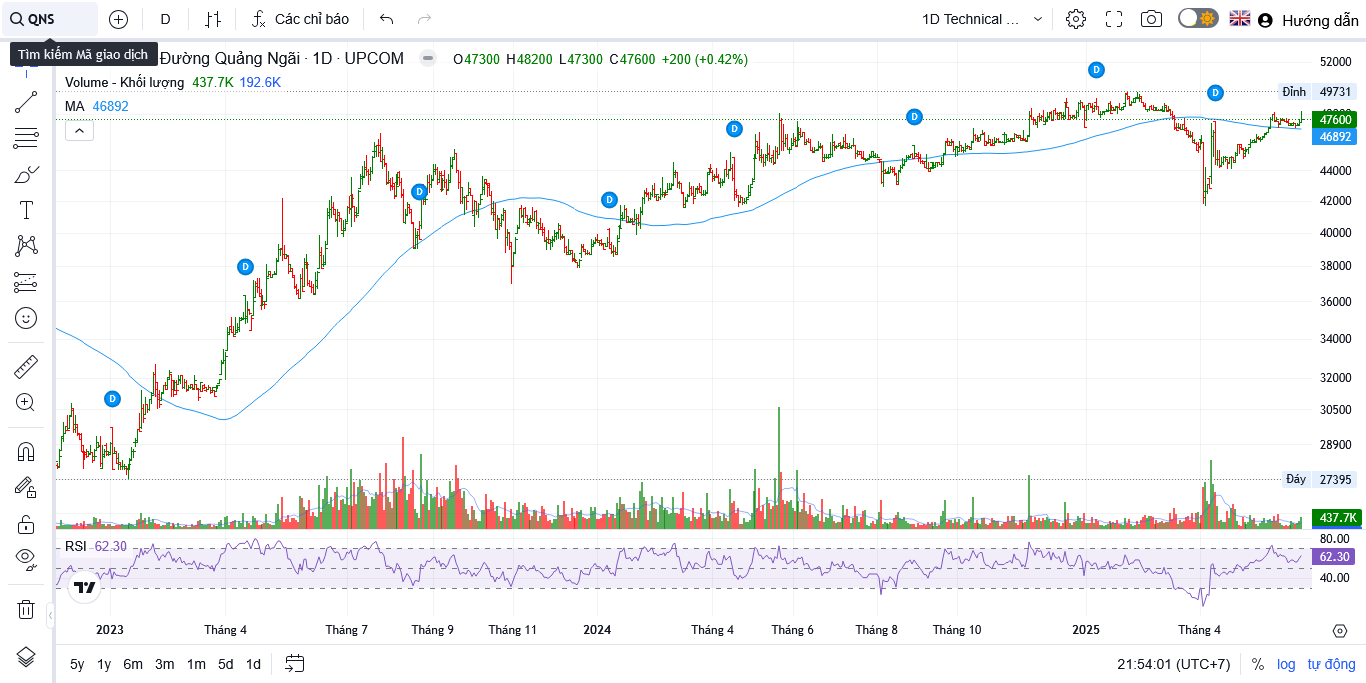 QNS D Các chỉ báo 1D Technical ... Hướng dẫn
Tìm kiếm Mã giao dịch Đường Quảng Ngãi · 1D · UPCOM O47300 H48200 L47300 C47600 +200 (+0.42%)
Volume - Khối lượng 437.7K 192.6K
MA 46892
52000
Đỉnh 49731
47600
46892
44000
42000
40000
38000
36000
34000
32000
30500
28900
Đáy 27395
437.7K
D
D
D
D
D
D
D
D
RSI 62.30
80.00
62.30
40.00
2023 Tháng 4 Tháng 7 Tháng 9 Tháng 11 2024 Tháng 4 Tháng 6 Tháng 8 Tháng 10 2025 Tháng 4
5y 1y 6m 3m 1m 5d 1d 21:54:01 (UTC+7) % log tự động